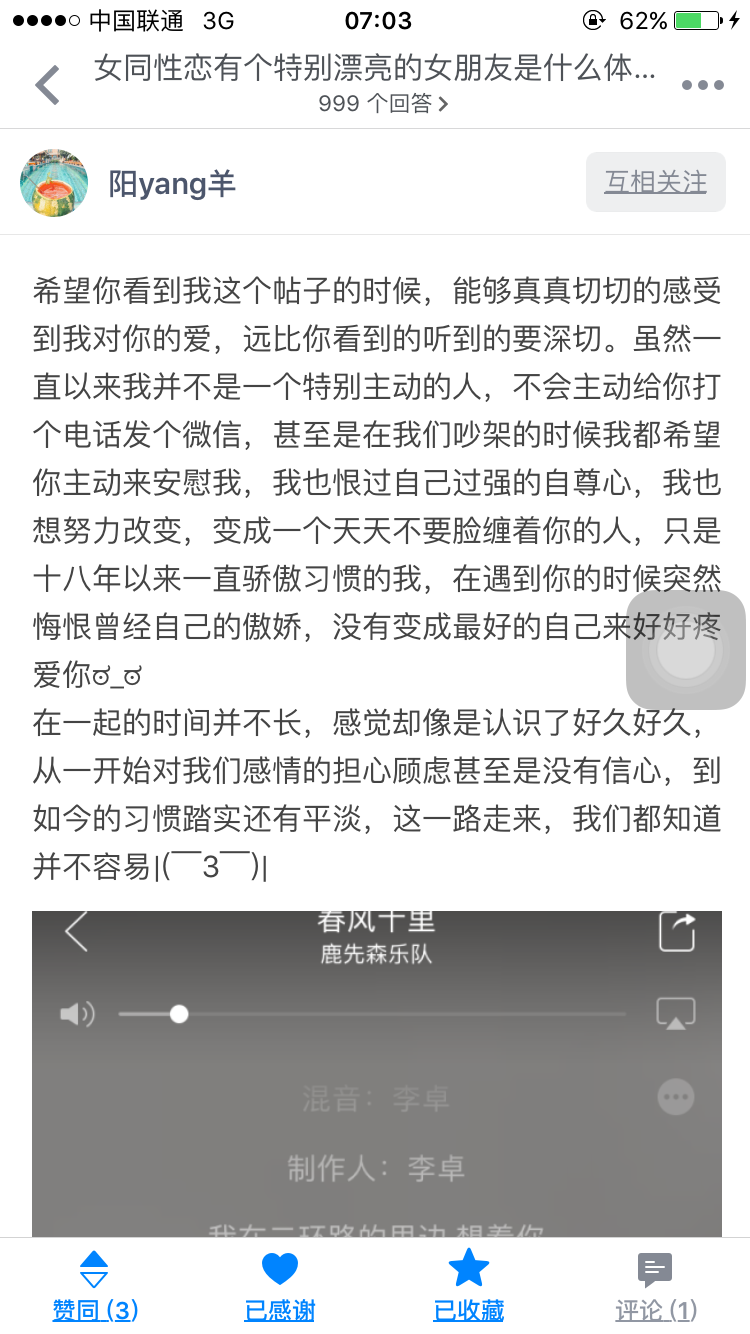 中国联通 3G 07:03 62%
女同性恋有个特别漂亮的女朋友是什么体...
999 个回答
阳yang羊
互相关注
希望你看到我这个帖子的时候，能够真真切切的感受
到我对你的爱，远比你看到的听到的要深切。虽然一
直以来我并不是一个特别主动的人，不会主动给你打
个电话发个微信，甚至是在我们吵架的时候我都希望
你主动来安慰我，我也恨过自己过强的自尊心，我也
想努力改变，变成一个天天不要脸缠着你的人，只是
十八年以来一直骄傲习惯的我，在遇到你的时候突然
悔恨曾经自己的傲娇，没有变成最好的自己来好好疼
爱你ಠ_ಠ
在一起的时间并不长，感觉却像是认识了好久好久，
从一开始对我们感情的担心顾虑甚至是没有信心，到
如今的习惯踏实还有平淡，这一路走来，我们都知道
并不容易|(￣3￣)|
春风十里
鹿先森乐队
混音：李卓
制作人：李卓
我在二环路的里边 想着你
赞同 (3) 已感谢 已收藏 评论 (1)